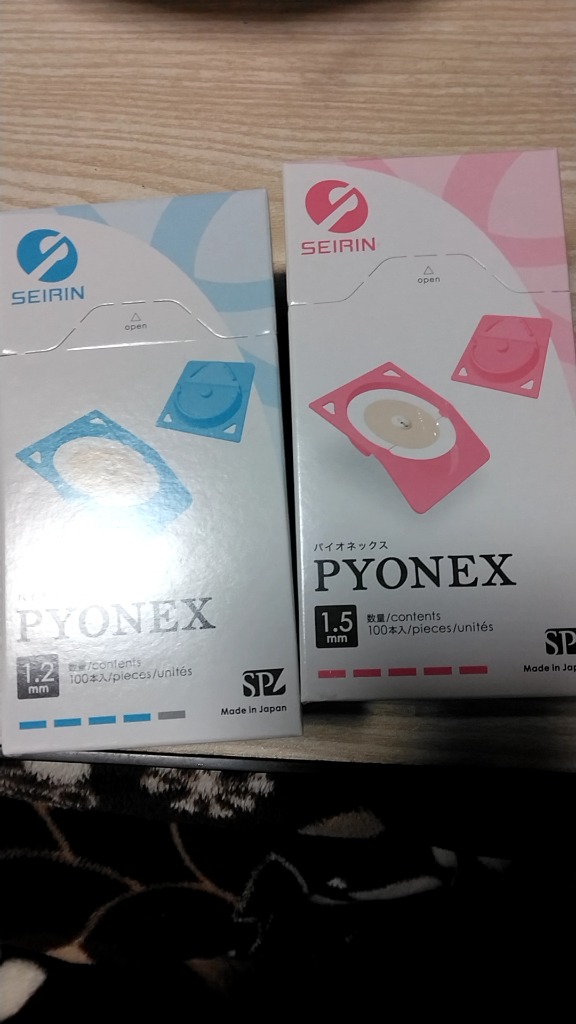 SEIRIN
open
PYONEX
1.2
mm
数量/contents
100本入/pieces/unités
SPZ
Made in Japan
SEIRIN
open
パイオネックス
PYONEX
1.5
mm
数量/contents
100本入/pieces/unités
SP
Made in Jap